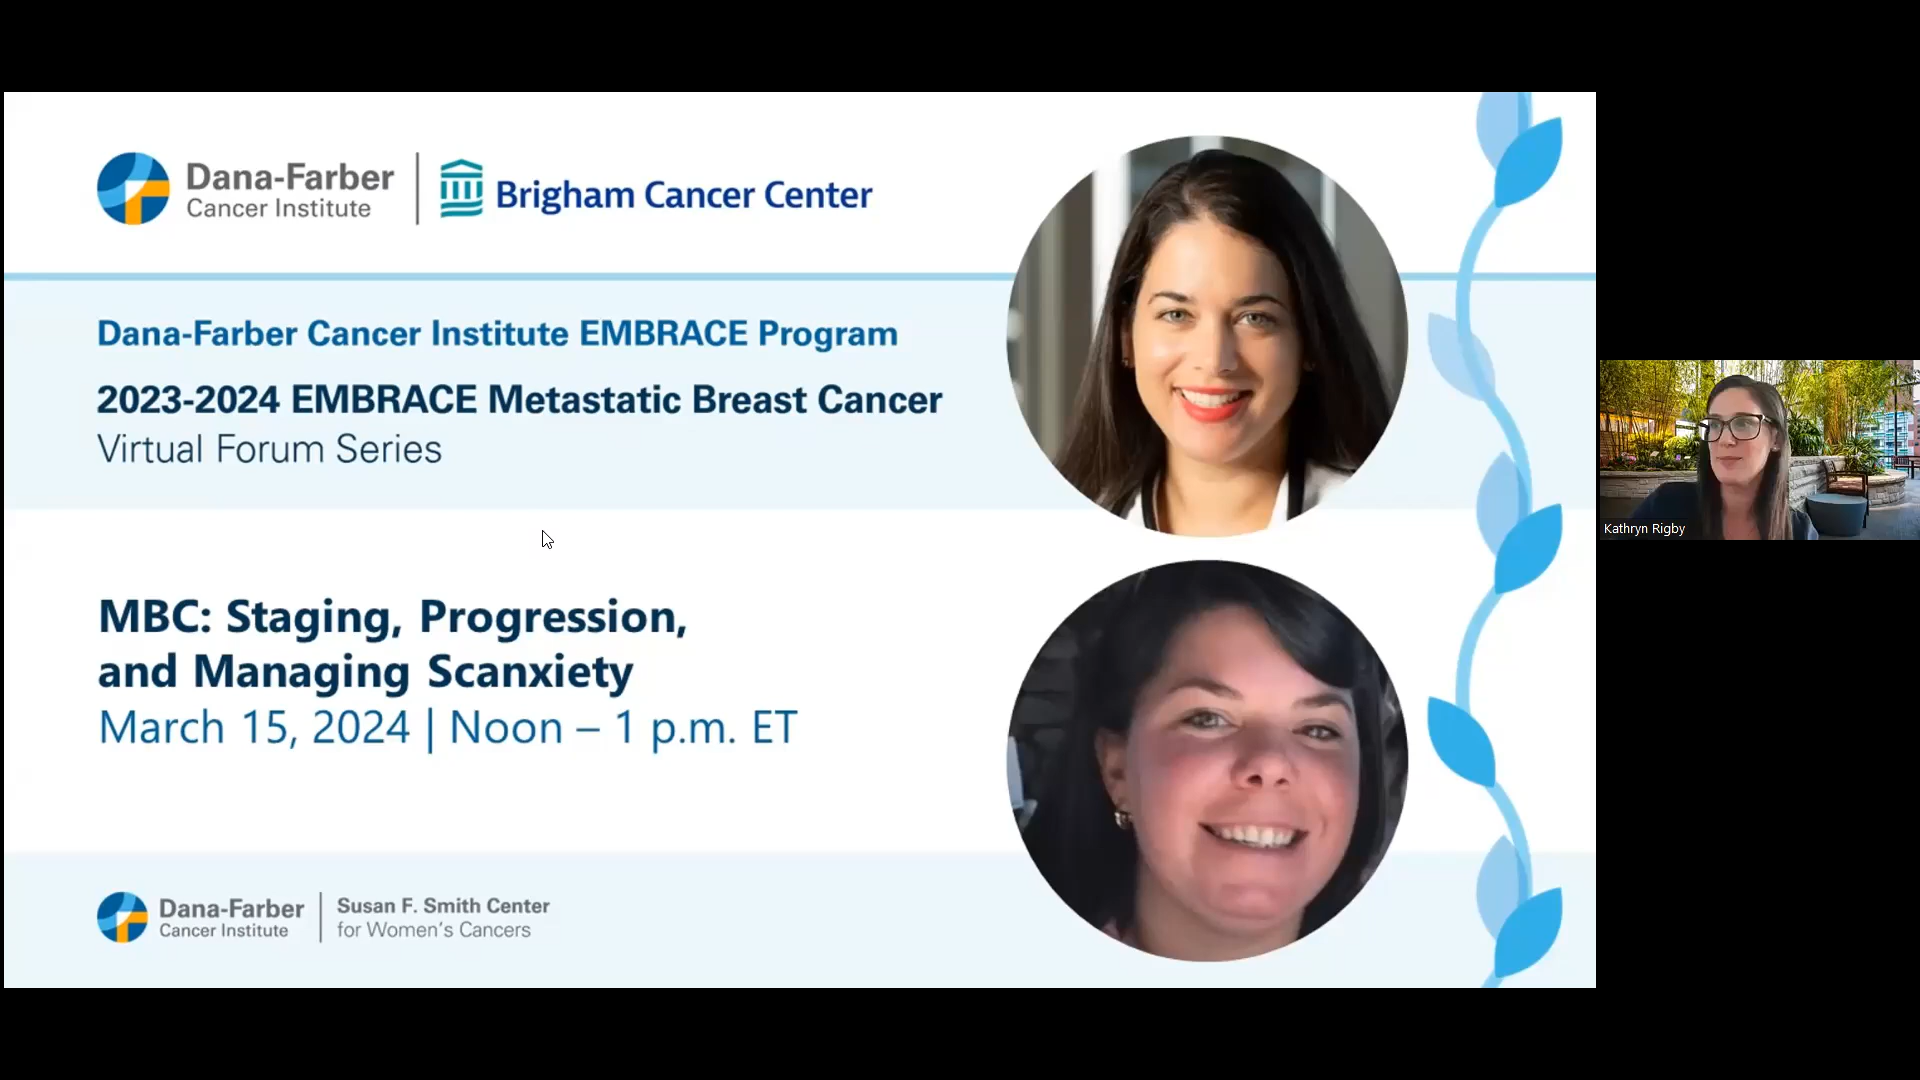 Dana-Farber
Cancer Institute
Brigham Cancer Center
Dana-Farber Cancer Institute EMBRACE Program
2023-2024 EMBRACE Metastatic Breast Cancer
Virtual Forum Series
MBC: Staging, Progression,
and Managing Scanxiety
March 15, 2024 | Noon – 1 p.m. ET
Dana-Farber
Cancer Institute
Susan F. Smith Center
for Women's Cancers
Kathryn Rigby